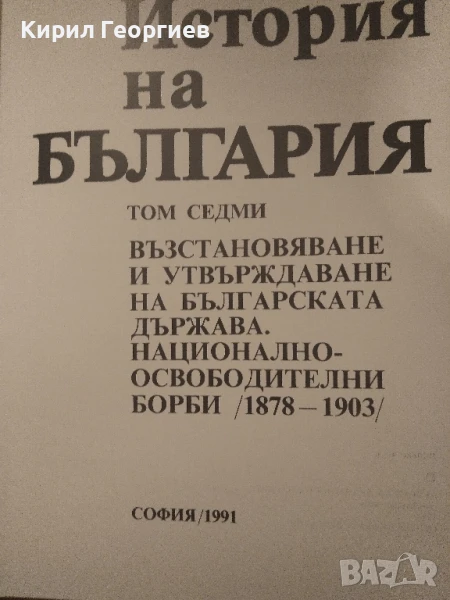 Кирил Георгиев
История
на
БЪЛГАРИЯ
ТОМ СЕДМИ
ВЪЗСТАНОВЯВАНЕ
И УТВЪРЖДАВАНЕ
НА БЪЛГАРСКАТА
ДЪРЖАВА.
НАЦИОНАЛНО-
ОСВОБОДИТЕЛНИ
БОРБИ /1878 — 1903/
СОФИЯ/1991
BAZAR